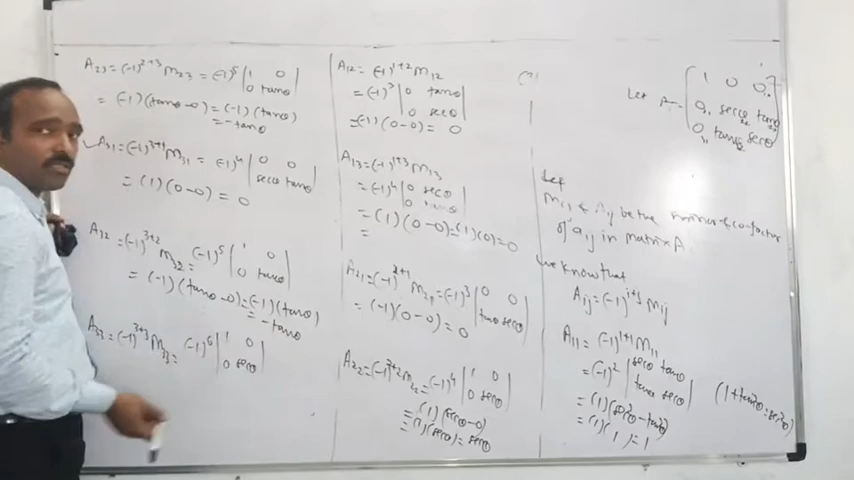 Let A = [1 0 0
0 secθ tanθ
0 tanθ secθ]
Let
Mij & Aij be the minor & co-factor
of aij in matrix A
We know that
Aij = (-1)^i+j Mij
A11 = (-1)^1+1 M11
= (-1)^2 | secθ tanθ
tanθ secθ |
= (1)(sec²θ - tan²θ) (1+tan²θ = sec²θ)
= (1)(1) = 1
A12 = (-1)^1+2 M12
= (-1)^3 | 0 tanθ
0 secθ |
= (-1)(0-0) = 0
A13 = (-1)^1+3 M13
= (-1)^4 | 0 secθ
0 tanθ |
= (1)(0-0) = (1)(0) = 0
=
A21 = (-1)^2+1 M21 = (-1)^3 | 0 0
tanθ secθ |
= (-1)(0-0) = 0
A22 = (-1)^2+2 M22 = (-1)^4 | 1 0
0 secθ |
= (1)(secθ-0)
= (1)(secθ) = secθ
A23 = (-1)^2+3 M23 = (-1)^5 | 1 0
0 tanθ |
= (-1)(tanθ-0) = (-1)(tanθ)
= -tanθ
A31 = (-1)^3+1 M31 = (-1)^4 | 0 0
secθ tanθ |
= (1)(0-0) = 0
A32 = (-1)^3+2 M32 = (-1)^5 | 1 0
0 tanθ |
= (-1)(tanθ-0) = (-1)(tanθ)
= -tanθ
A33 = (-1)^3+3 M33 = (-1)^6 | 1 0
0 secθ |